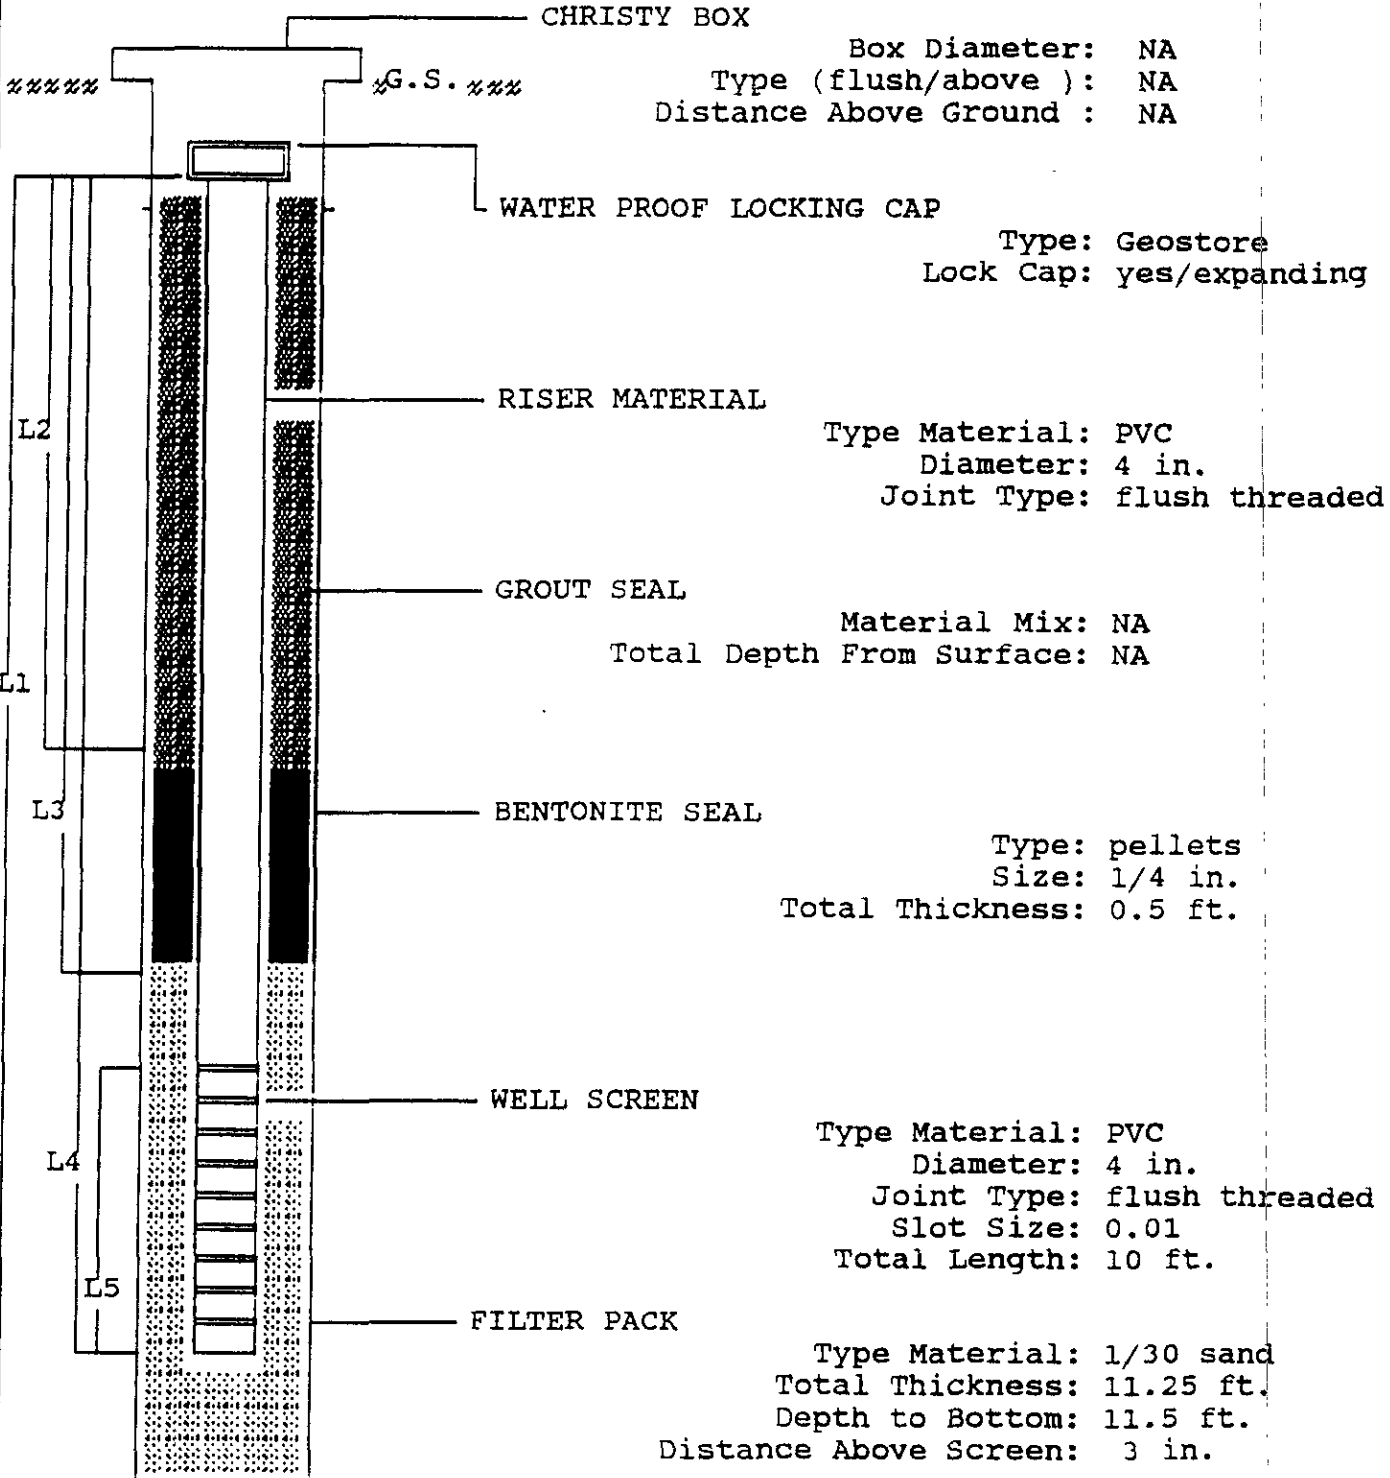 CHRISTY BOX
Box Diameter: NA
Type (flush/above ): NA
G.S.
Distance Above Ground : NA
WATER PROOF LOCKING CAP
Type: Geostore
Lock Cap: yes/expanding
RISER MATERIAL
L2
Type Material: PVC
Diameter: 4 in.
Joint Type: flush threaded
GROUT SEAL
Material Mix: NA
Total Depth From Surface: NA
L1
L3
BENTONITE SEAL
Type: pellets
Size: 1/4 in.
Total Thickness: 0.5 ft.
WELL SCREEN
Type Material: PVC
L4
Diameter: 4 in.
Joint Type: flush threaded
Slot Size: 0.01
Total Length: 10 ft.
L5
FILTER PACK
Type Material: 1/30 sand
Total Thickness: 11.25 ft.
Depth to Bottom: 11.5 ft.
Distance Above Screen: 3 in.